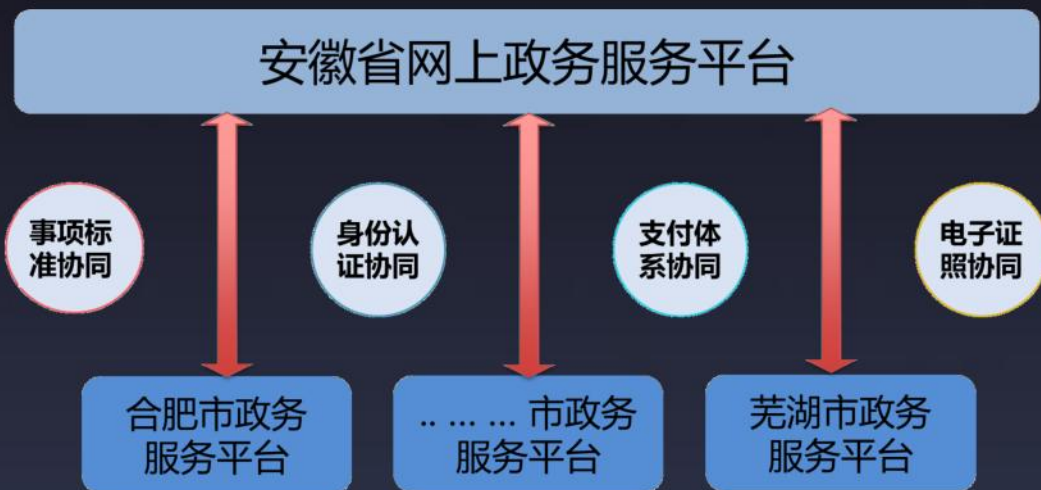 安徽省网上政务服务平台
事项标
准协同
身份认
证协同
支付体
系协同
电子证
照协同
合肥市政务
服务平台
.. ... ... 市政务
服务平台
芜湖市政务
服务平台